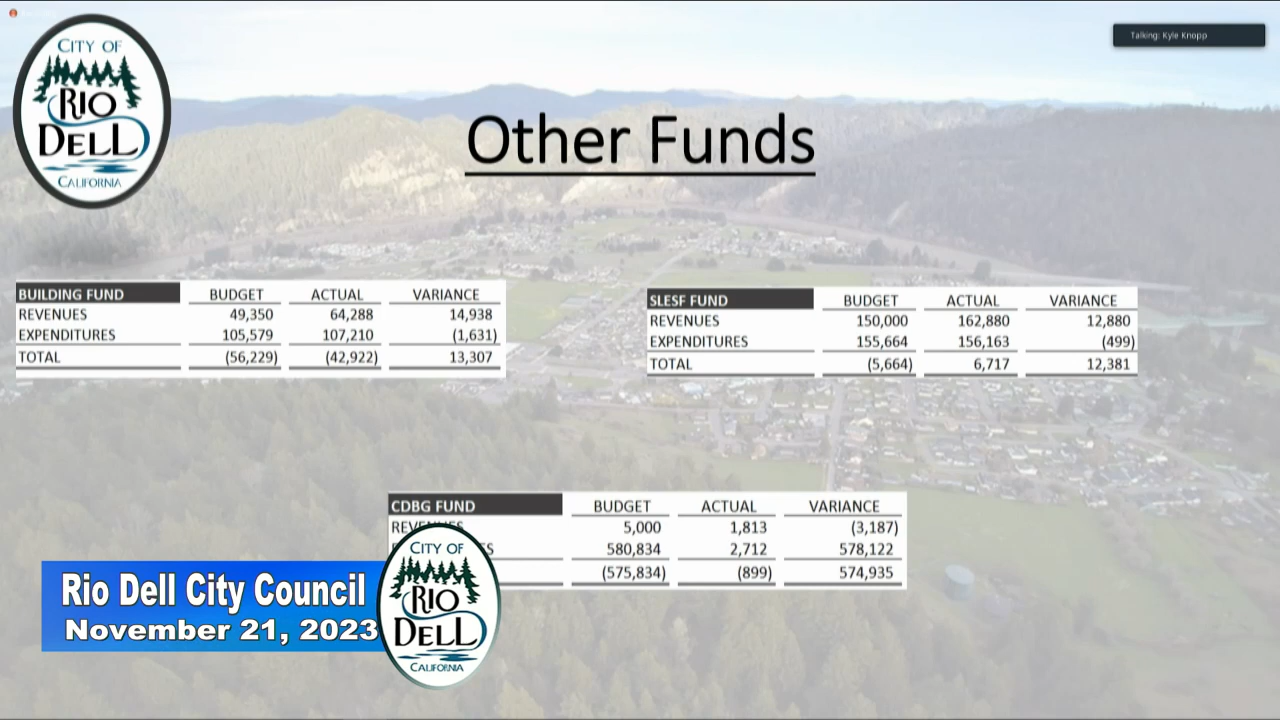 CITY OF
RIO
DELL
CALIFORNIA
Talking: Kyle Knopp
Other Funds
BUILDING FUND BUDGET ACTUAL VARIANCE
REVENUES 49,350 64,288 14,938
EXPENDITURES 105,579 107,210 (1,631)
TOTAL (56,229) (42,922) 13,307
SLESF FUND BUDGET ACTUAL VARIANCE
REVENUES 150,000 162,880 12,880
EXPENDITURES 155,664 156,163 (499)
TOTAL (5,664) 6,717 12,381
CDBG FUND BUDGET ACTUAL VARIANCE
REVENUES 5,000 1,813 (3,187)
580,834 2,712 578,122
(575,834) (899) 574,935
Rio Dell City Council
November 21, 2023
CITY OF
RIO
DELL
CALIFORNIA